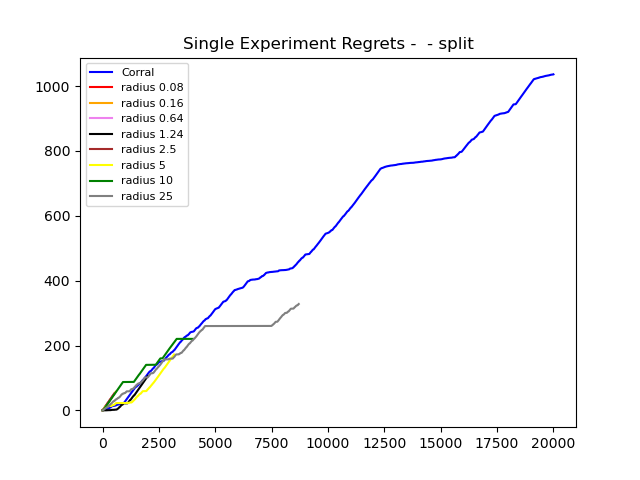 Single Experiment Regrets -  - split
Corral
radius 0.08
radius 0.16
radius 0.64
radius 1.24
radius 2.5
radius 5
radius 10
radius 25
1000
800
600
400
200
0
0 2500 5000 7500 10000 12500 15000 17500 20000